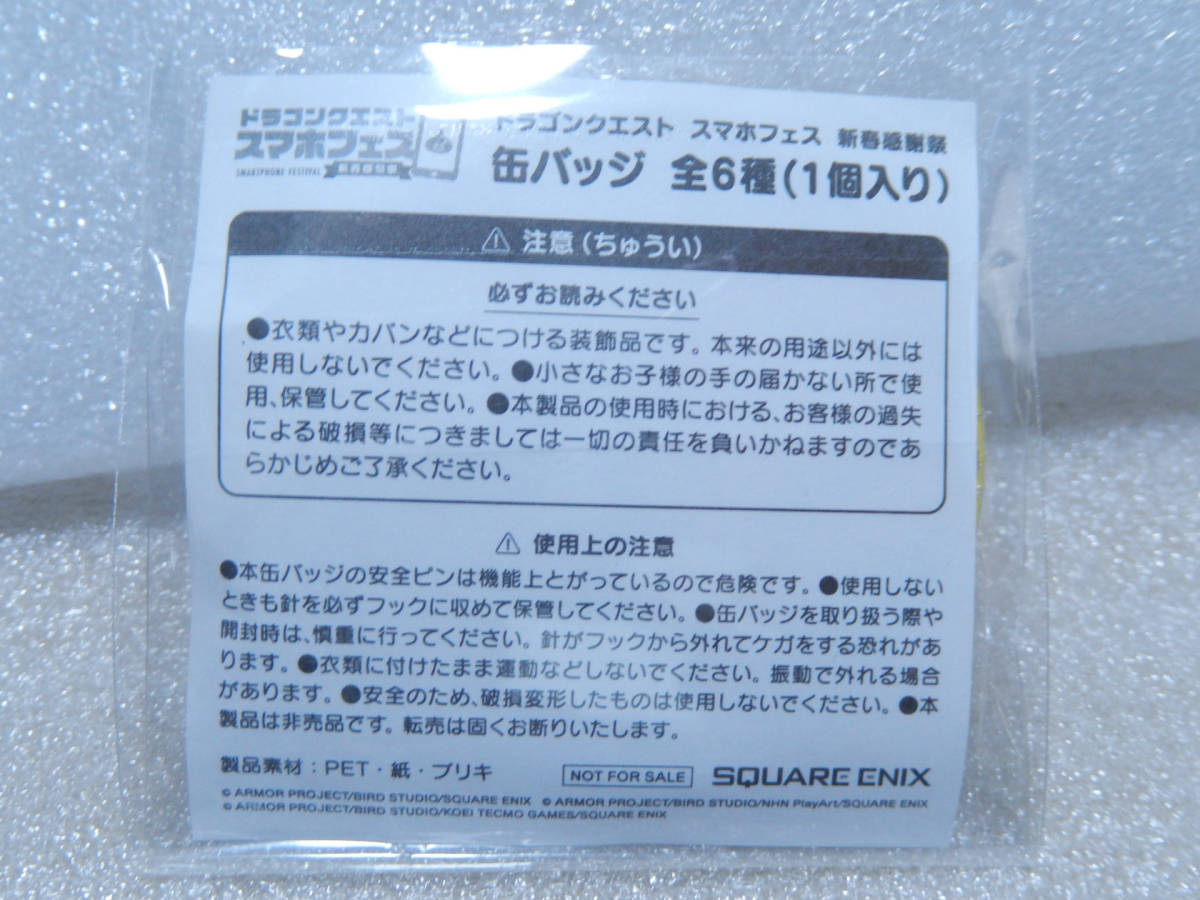 ドラゴンクエスト
スマホフェス
SMARTPHONE FESTIVAL
ドラゴンクエスト スマホフェス 新春感謝祭
缶バッジ 全6種(1個入り)
⚠ 注意(ちゅうい)
必ずお読みください
●衣類やカバンなどにつける装飾品です。本来の用途以外には
使用しないでください。●小さなお子様の手の届かない所で使
用、保管してください。●本製品の使用時における、お客様の過失
による破損等につきましては一切の責任を負いかねますのであ
らかじめご了承ください。
⚠ 使用上の注意
●本缶バッジの安全ピンは機能上とがっているので危険です。●使用しない
ときも針を必ずフックに収めて保管してください。●缶バッジを取り扱う際や
開封時は、慎重に行ってください。針がフックから外れてケガをする恐れがあ
ります。●衣類に付けたまま運動などしないでください。振動で外れる場合
があります。●安全のため、破損変形したものは使用しないでください。●本
製品は非売品です。転売は固くお断りいたします。
製品素材：PET・紙・ブリキ
NOT FOR SALE
SQUARE ENIX
© ARMOR PROJECT/BIRD STUDIO/SQUARE ENIX © ARMOR PROJECT/BIRD STUDIO/NHN PlayArt/SQUARE ENIX
© ARMOR PROJECT/BIRD STUDIO/KOEI TECMO GAMES/SQUARE ENIX